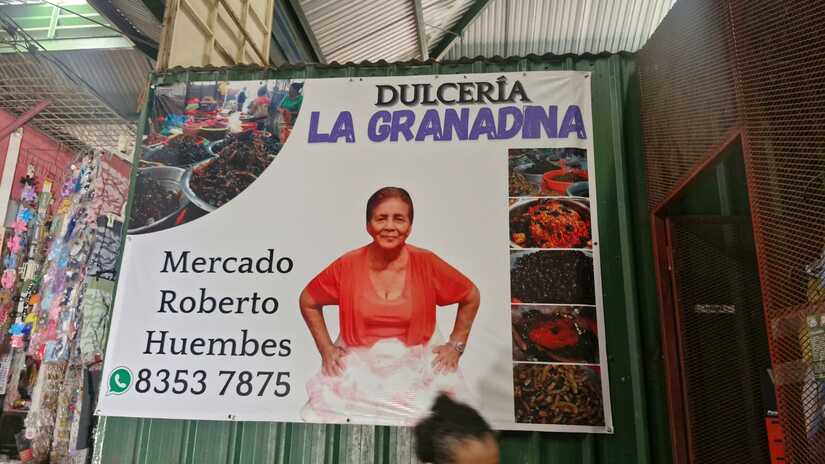 DULCERÍA
LA GRANADINA
Mercado
Roberto
Huembes
8353 7875